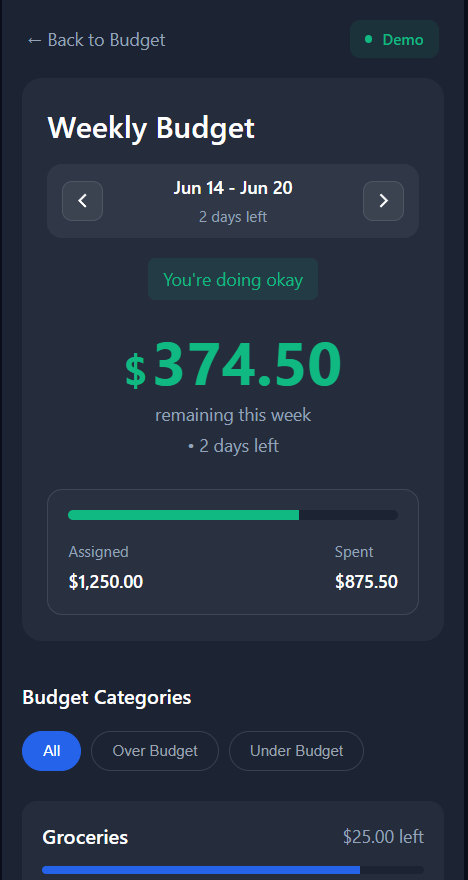 ← Back to Budget
Demo
Weekly Budget
Jun 14 - Jun 20
2 days left
You're doing okay
$374.50
remaining this week
• 2 days left
Assigned Spent
$1,250.00 $875.50
Budget Categories
All Over Budget Under Budget
Groceries $25.00 left